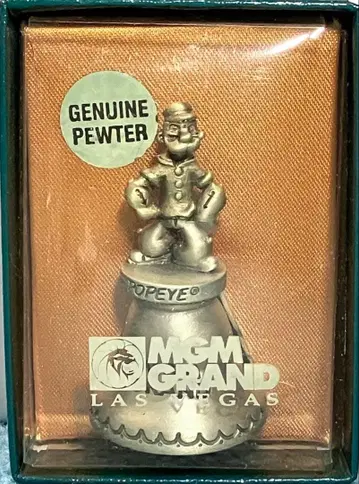 GENUINE
PEWTER
POPEYE©
MGM
GRAND
LAS VEGAS